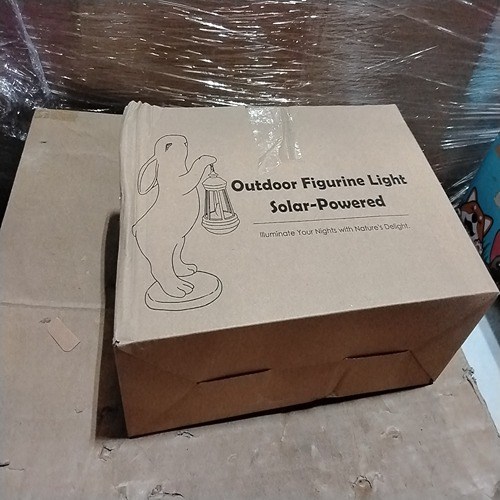 Outdoor Figurine Light
Solar-Powered
Illuminate Your Nights with Nature's Delight